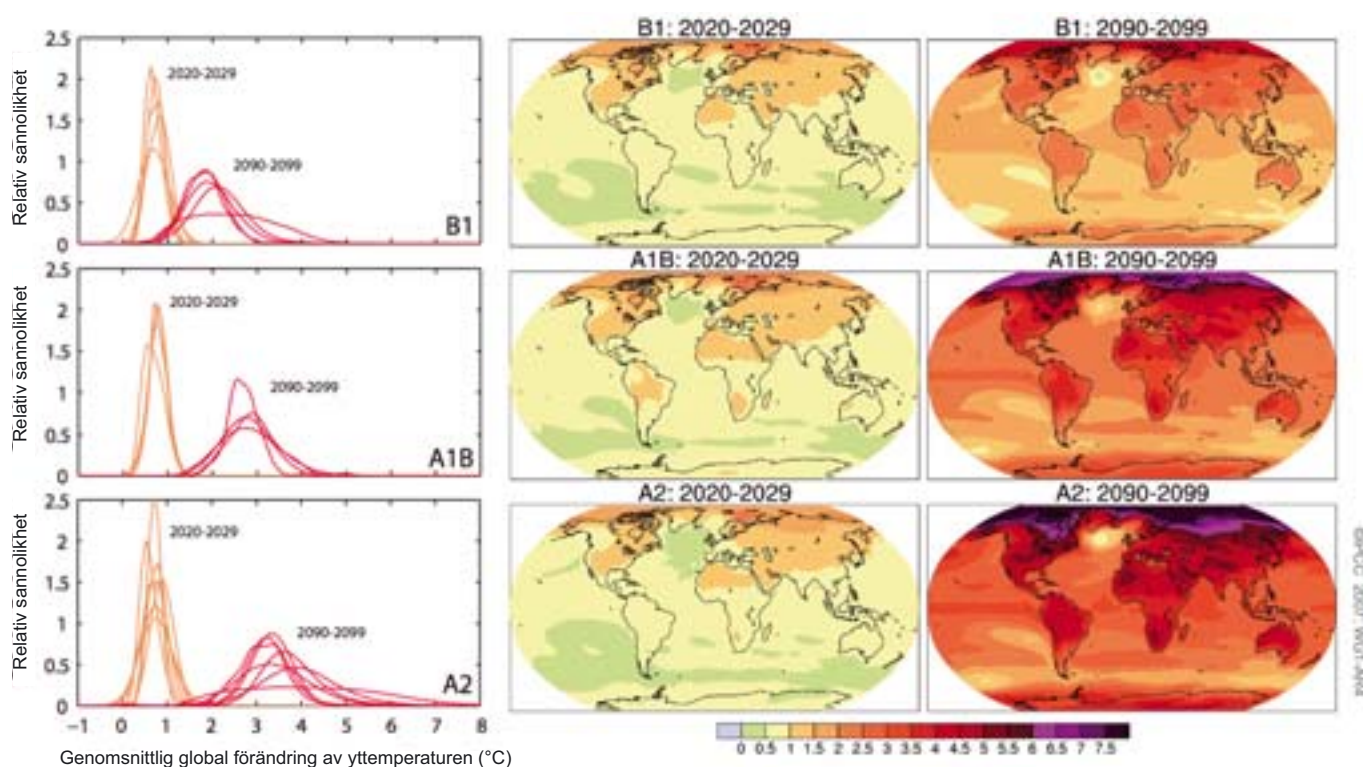 B1: 2020-2029
B1: 2090-2099
Relativ sannolikhet
2.5
2
1.5
1
0.5
0
2020-2029
2090-2099
B1
A1B: 2020-2029
A1B: 2090-2099
Relativ sannolikhet
2.5
2
1.5
1
0.5
0
2020-2029
2090-2099
A1B
A2: 2020-2029
A2: 2090-2099
Relativ sannolikhet
2.5
2
1.5
1
0.5
0
2020-2029
2090-2099
A2
−1 0 1 2 3 4 5 6 7 8
Genomsnittlig global förändring av yttemperaturen (°C)
0 0.5 1 1.5 2 2.5 3 3.5 4 4.5 5 5.5 6 6.5 7 7.5
©IPCC 2007: WG1-AR4